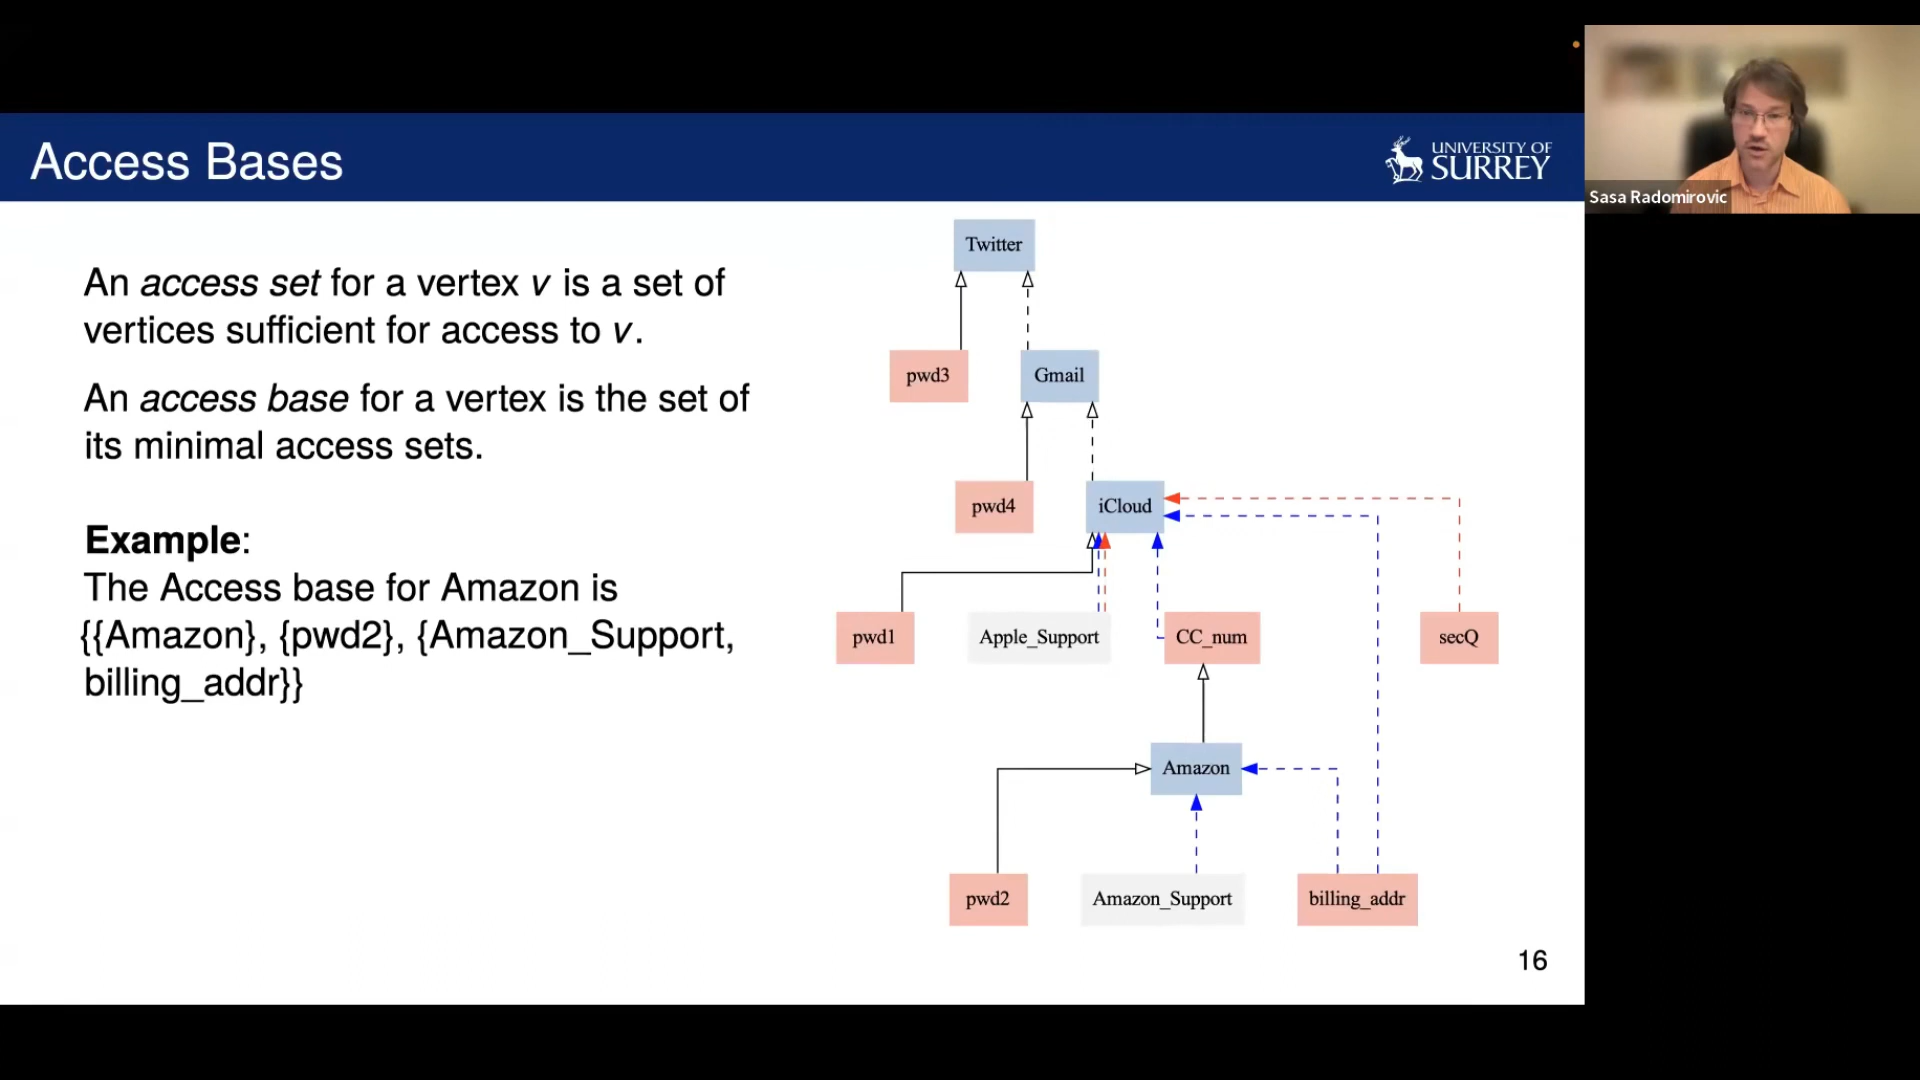 Access Bases
UNIVERSITY OF
SURREY
Sasa Radomirovic
An access set for a vertex v is a set of
vertices sufficient for access to v.
An access base for a vertex is the set of
its minimal access sets.
Example:
The Access base for Amazon is
{{Amazon}, {pwd2}, {Amazon_Support,
billing_addr}}
Twitter
pwd3
Gmail
pwd4
iCloud
pwd1
Apple_Support
CC_num
secQ
Amazon
pwd2
Amazon_Support
billing_addr
16